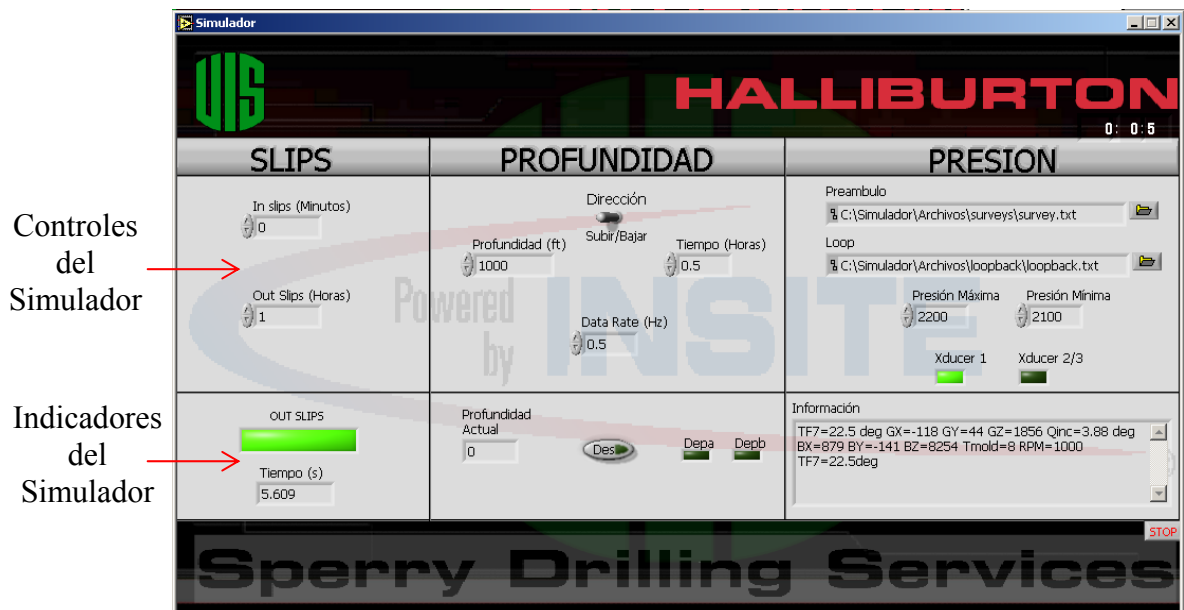 Simulador
UIS
HALLIBURTON
0: 0:5
SLIPS
PROFUNDIDAD
PRESION
Controles
del
Simulador
In slips (Minutos)
0
Out Slips (Horas)
1
Dirección
Subir/Bajar
Profundidad (ft)
1000
Tiempo (Horas)
0.5
Data Rate (Hz)
0.5
Preambulo
C:\Simulador\Archivos\surveys\survey.txt
Loop
C:\Simulador\Archivos\loopback\loopback.txt
Presión Máxima
2200
Presión Mínima
2100
Xducer 1
Xducer 2/3
Powered
by
INSITE
Indicadores
del
Simulador
OUT SLIPS
Tiempo (s)
5.609
Profundidad
Actual
0
Des
Depa
Depb
Información
TF7=22.5 deg GX=-118 GY=44 GZ=1856 Qinc=3.88 deg
BX=879 BY=-141 BZ=8254 Tmold=8 RPM=1000
TF7=22.5deg
STOP
Sperry Drilling Services